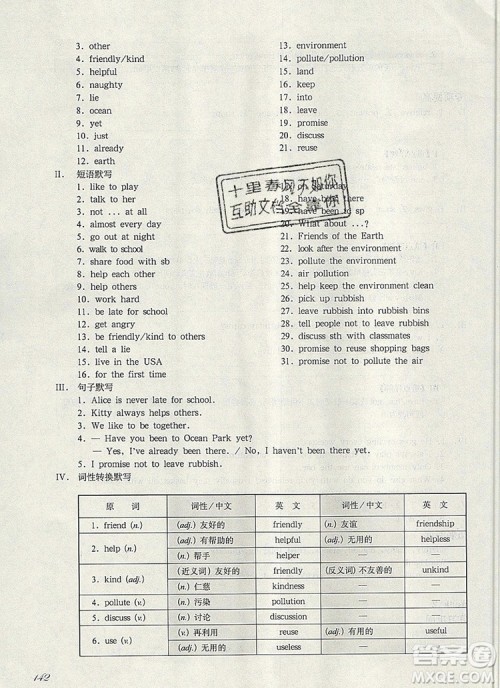 3. other
4. friendly/kind
5. helpful
6. naughty
7. lie
8. ocean
9. yet
10. just
11. already
12. earth
13. environment
14. pollute/pollution
15. land
16. keep
17. into
18. leave
19. promise
20. discuss
21. reuse
II. 短语默写
1. like to play
2. talk to her
3. not ... at all
4. almost every day
5. go out at night
6. walk to school
7. share food with sb
8. help each other
9. help others
10. work hard
11. be late for school
12. get angry
13. be friendly/kind to others
14. tell a lie
15. live in the USA
16. for the first time
on Saturday
19. have been to sp
20. What about ...?
21. Friends of the Earth
22. look after the environment
24. air pollution
25. help keep the environment clean
26. pick up rubbish
27. leave rubbish into rubbish bins
28. tell people not to leave rubbish
29. discuss sth with classmates
30. promise to reuse shopping bags
31. promise not to pollute the air
III. 句子默写
1. Alice is never late for school.
2. Kitty always helps others.
3. We like to be together.
4. — Have you been to Ocean Park yet?
— Yes, I've already been there. / No, I haven't been there yet.
5. I promise not to leave rubbish.
IV. 词性转换默写
原 词 词性/中文 英 文 词性/中文 英 文
1. friend (n.) (adj.) 友好的 friendly (n.) 友谊 friendship
2. help (n.) (adj.) 有帮助的 helpful (adj.) 无用的 helpless
(n.) 帮手 helper — —
3. kind (adj.) (近义词) 友好的 friendly (反义词) 不友善的 unkind
(n.) 仁慈 kindness — —
4. pollute (v.) (n.) 污染 pollution — —
5. discuss (v.) (n.) 讨论 discussion — —
6. use (v.) (v.) 再利用 reuse (adj.) 有用的 useful
(adj.) 无用的 useless — —
142
十里春风不如你
互助文档全靠你
答案圈